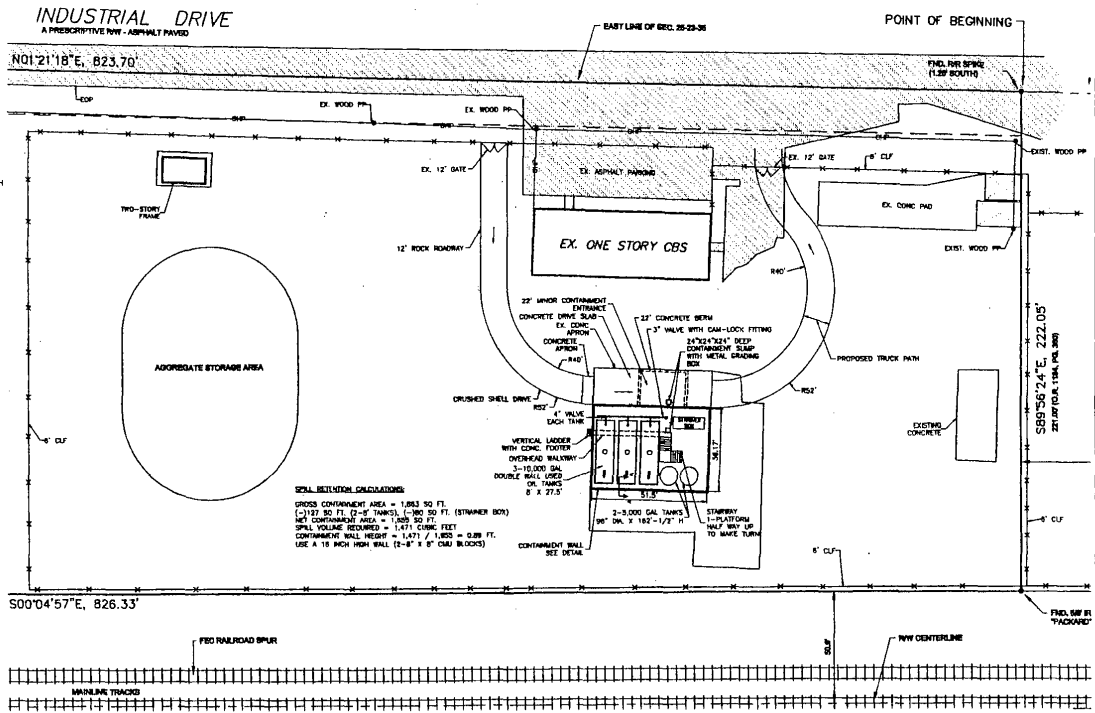 INDUSTRIAL DRIVE
A PRESCRIPTIVE R/W - ASPHALT PAVED
EAST LINE OF SEC. 26-23-36
POINT OF BEGINNING
N01°21'18"E, 823.70'
FND. R/R SPIKE
(1.25' SOUTH)
EOP
EX. WOOD PP
OHP
EX. WOOD PP
OHP
OHP
EXIST. WOOD PP
EX. 12' GATE
EX. ASPHALT PARKING
EX. 12' GATE
6' CLF
TWO-STORY
FRAME
12' ROCK ROADWAY
EX. ONE STORY CBS
EX. CONC PAD
EXIST. WOOD PP
R40'
22' MINOR CONTAINMENT
ENTRANCE
CONCRETE DRIVE SLAB
EX. CONC
APRON
CONCRETE
APRON
22' CONCRETE BERM
3" VALVE WITH CAM-LOCK FITTING
24"X24"X24" DEEP
CONTAINMENT SUMP
WITH METAL GRADING
BOX
PROPOSED TRUCK PATH
S89°56'24"E, 222.05'
AGGREGATE STORAGE AREA
R40'
CRUSHED SHELL DRIVE
R52'
R52'
4" VALVE
EACH TANK
STRAINER
BOX
EXISTING
CONCRETE
6' CLF
VERTICAL LADDER
WITH CONC. FOOTER
OVERHEAD WALKWAY
3-10,000 GAL
DOUBLE WALL USED
OIL TANKS
8' X 27.5'
36.17'
51.5'
SPILL RETENTION CALCULATIONS:
GROSS CONTAINMENT AREA = 1,863 SQ FT.
(-)127 SQ FT. (2-8' TANKS), (-)80 SQ FT. (STRAINER BOX)
NET CONTAINMENT AREA = 1,655 SQ FT.
SPILL VOLUME REQUIRED = 1,471 CUBIC FEET
CONTAINMENT WALL HEIGHT = 1,471 / 1,655 = 0.89 FT.
USE A 16 INCH HIGH WALL (2-8" X 8" CMU BLOCKS)
2-5,000 GAL TANKS
96" DIA. X 162'-1/2" H
STAIRWAY
1-PLATFORM
HALF WAY UP
TO MAKE TURN
CONTAINMENT WALL
SEE DETAIL
6' CLF
6' CLF
S00°04'57"E, 826.33'
FND. 5/8" IR
"PACKARD"
FEC RAILROAD SPUR
R/W CENTERLINE
MAINLINE TRACKS